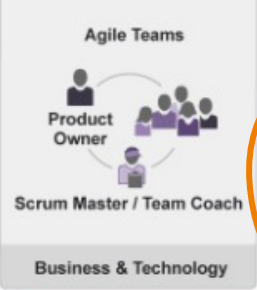 Agile Teams
Product
Owner
Scrum Master / Team Coach
Business & Technology